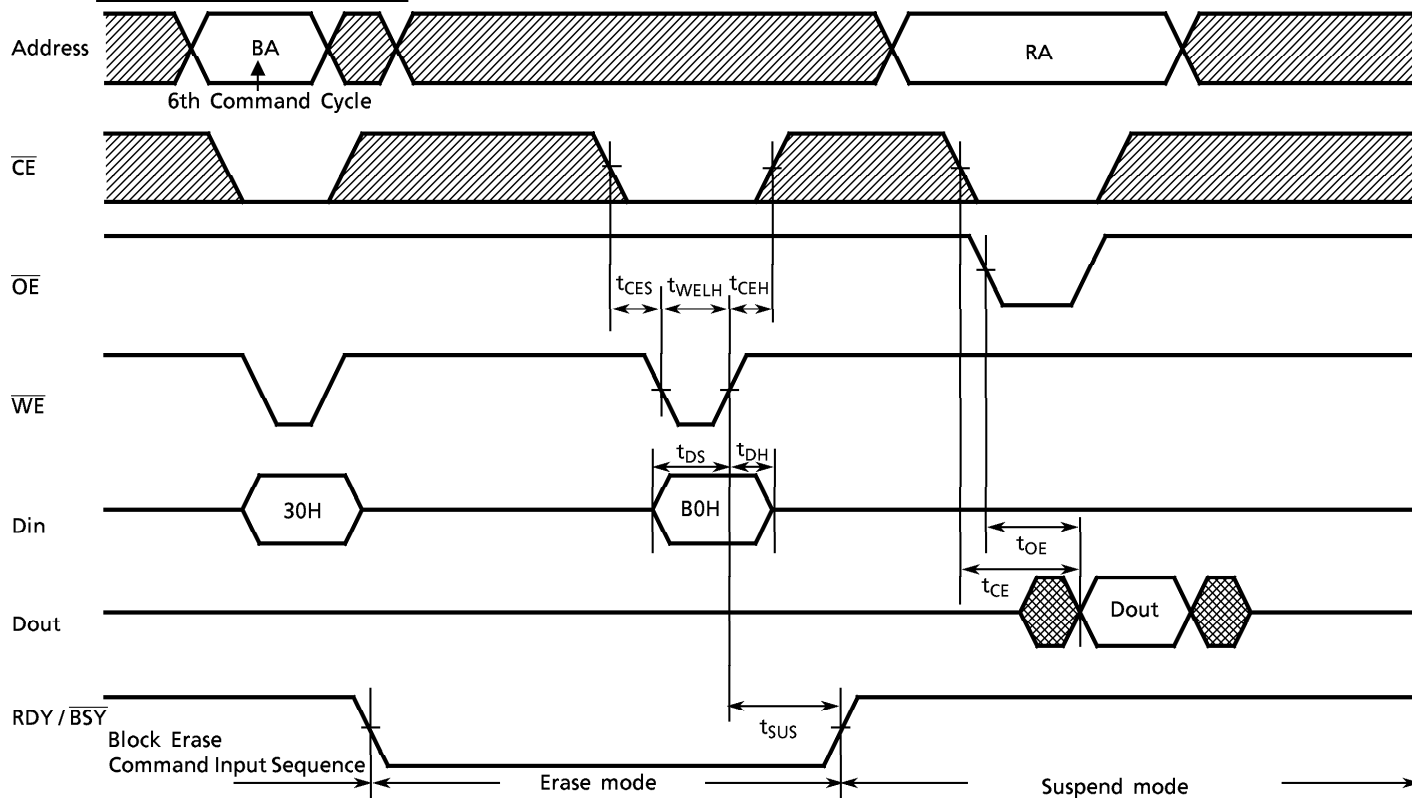 Address
BA
RA
6th Command Cycle
CE
OE
tCES
tWELH
tCEH
WE
tDS
tDH
Din
30H
B0H
tOE
tCE
Dout
Dout
RDY / BSY
tSUS
Block Erase
Command Input Sequence
Erase mode
Suspend mode